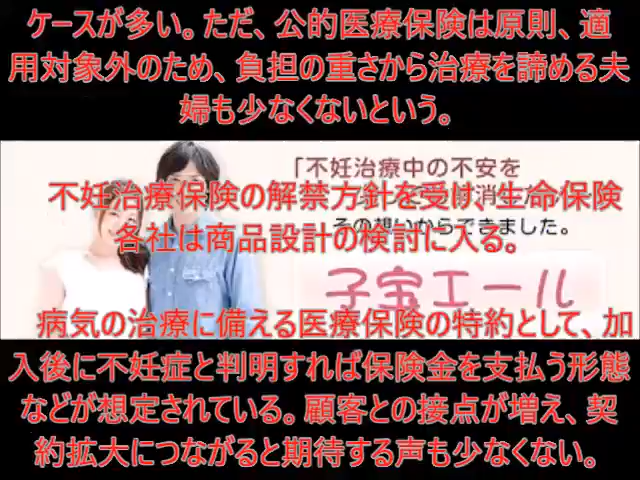 ケースが多い。ただ、公的医療保険は原則、適
用対象外のため、負担の重さから治療を諦める夫
婦も少なくないという。
「不妊治療中の不安を
不妊治療保険の解禁方針を受け、生命保険
その想いからできました。
各社は商品設計の検討に入る。
子宝エール
病気の治療に備える医療保険の特約として、加
入後に不妊症と判明すれば保険金を支払う形態
などが想定されている。顧客との接点が増え、契
約拡大につながると期待する声も少なくない。